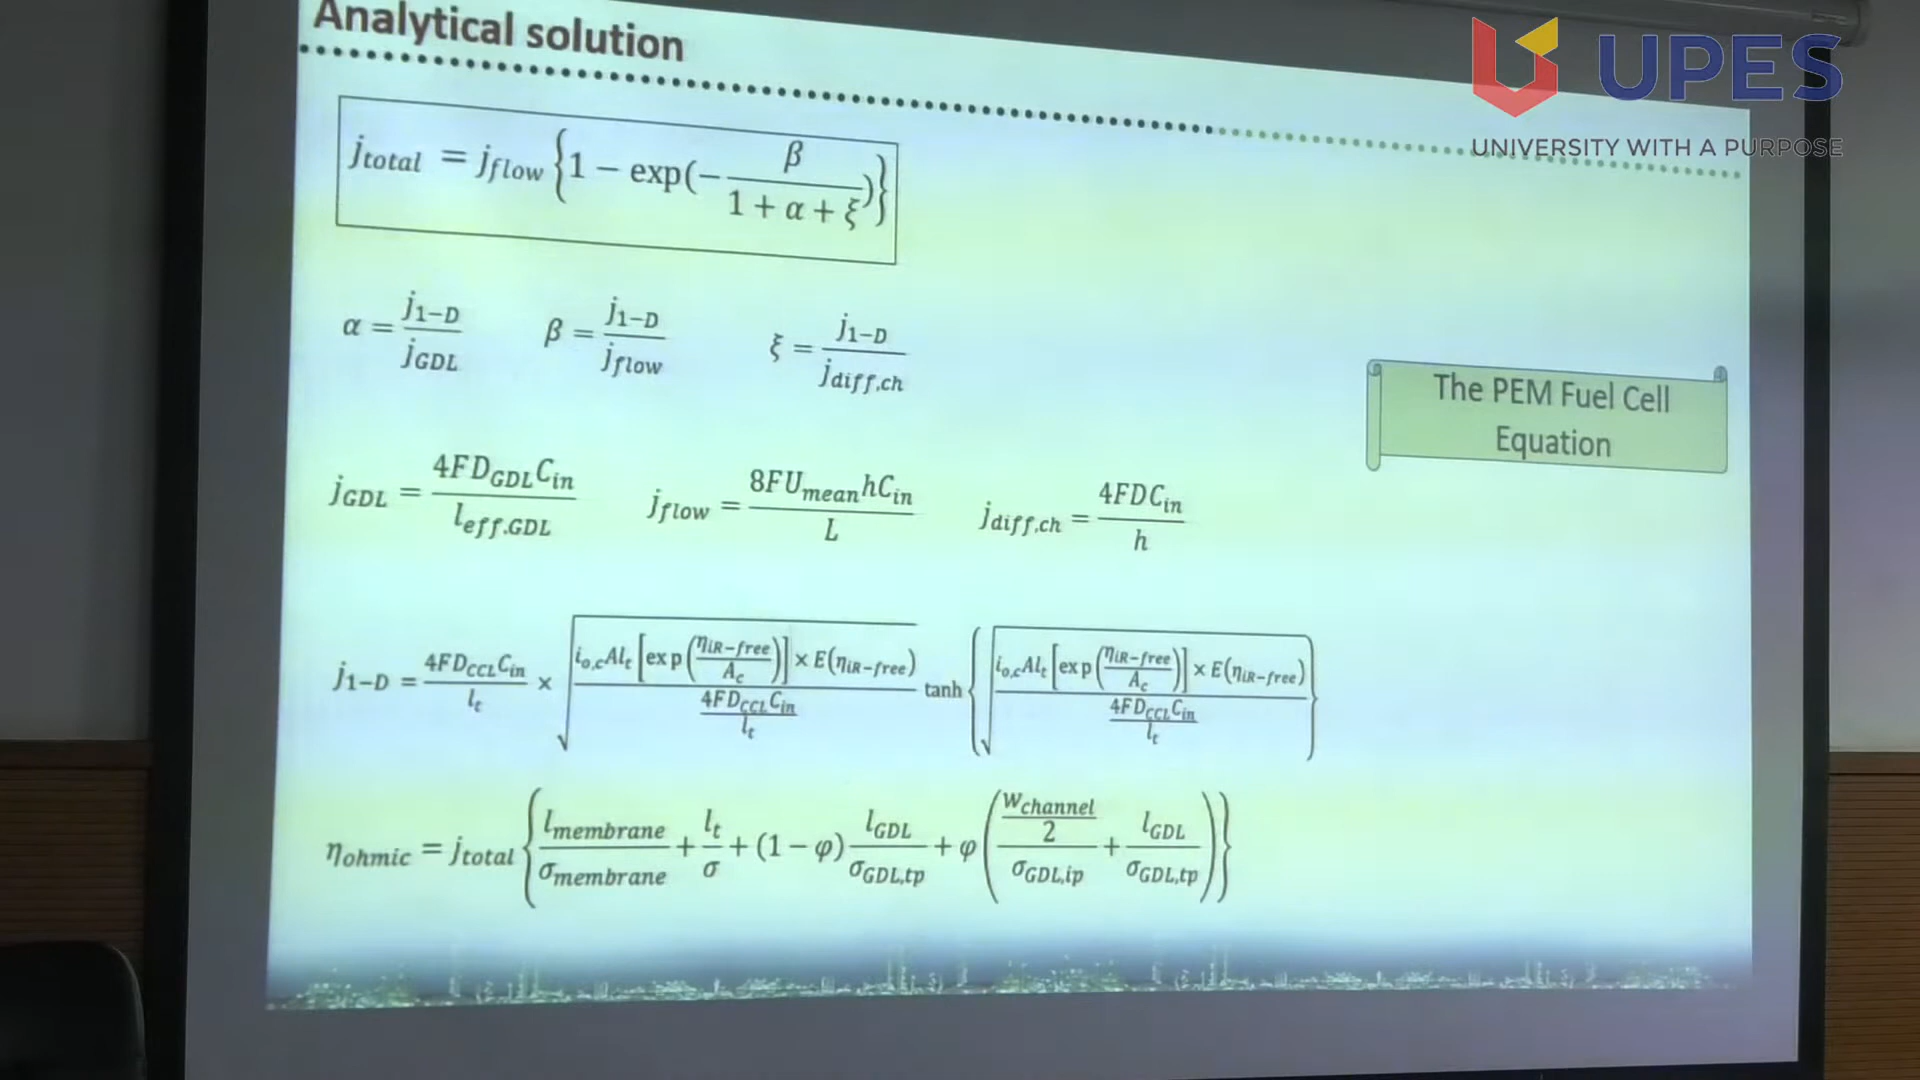 Analytical solution
UPES
UNIVERSITY WITH A PURPOSE
j_total = j_flow {1 − exp(− β / (1 + α + ξ))}
α = j_1−D / j_GDL    β = j_1−D / j_flow    ξ = j_1−D / j_diff,ch
The PEM Fuel Cell
Equation
j_GDL = 4FD_GDL C_in / l_eff.GDL    j_flow = 8FU_mean hC_in / L    j_diff,ch = 4FDC_in / h
j_1−D = 4FD_CCL C_in / l_t × √(i_o,c Al_t [exp(η_iR−free / A_c)] × E(η_iR−free) / (4FD_CCL C_in / l_t)) tanh {√(i_o,c Al_t [exp(η_iR−free / A_c)] × E(η_iR−free) / (4FD_CCL C_in / l_t))}
η_ohmic = j_total {l_membrane / σ_membrane + l_t / σ + (1 − φ) l_GDL / σ_GDL,tp + φ ((w_channel / 2) / σ_GDL,ip + l_GDL / σ_GDL,tp)}